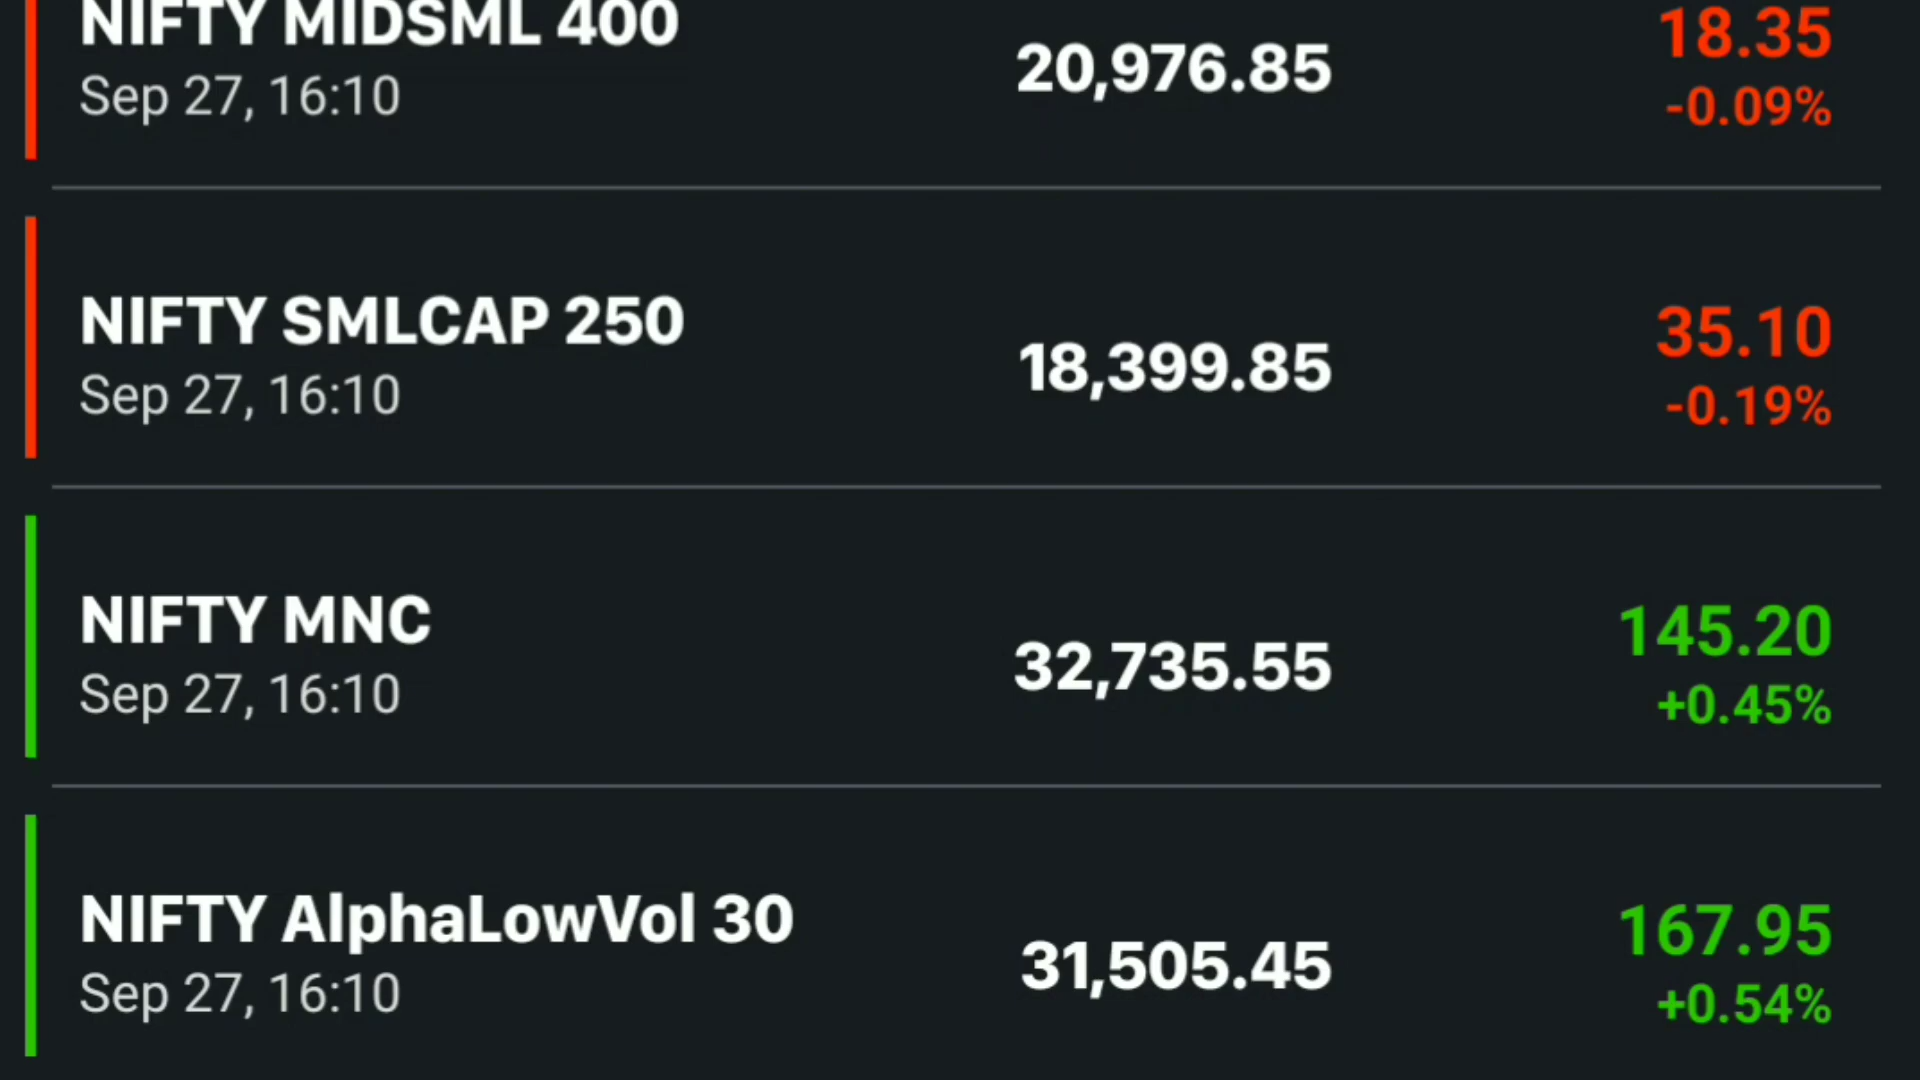 NIFTY MIDSML 400
Sep 27, 16:10
20,976.85
18.35
-0.09%
NIFTY SMLCAP 250
Sep 27, 16:10
18,399.85
35.10
-0.19%
NIFTY MNC
Sep 27, 16:10
32,735.55
145.20
+0.45%
NIFTY AlphaLowVol 30
Sep 27, 16:10
31,505.45
167.95
+0.54%